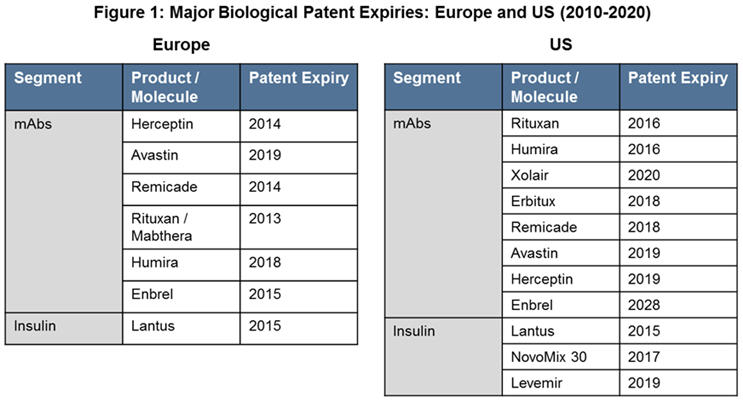 Figure 1: Major Biological Patent Expiries: Europe and US (2010-2020)
Europe
Segment Product / Molecule Patent Expiry
mAbs Herceptin 2014
Avastin 2019
Remicade 2014
Rituxan / Mabthera 2013
Humira 2018
Enbrel 2015
Insulin Lantus 2015
US
Segment Product / Molecule Patent Expiry
mAbs Rituxan 2016
Humira 2016
Xolair 2020
Erbitux 2018
Remicade 2018
Avastin 2019
Herceptin 2019
Enbrel 2028
Insulin Lantus 2015
NovoMix 30 2017
Levemir 2019